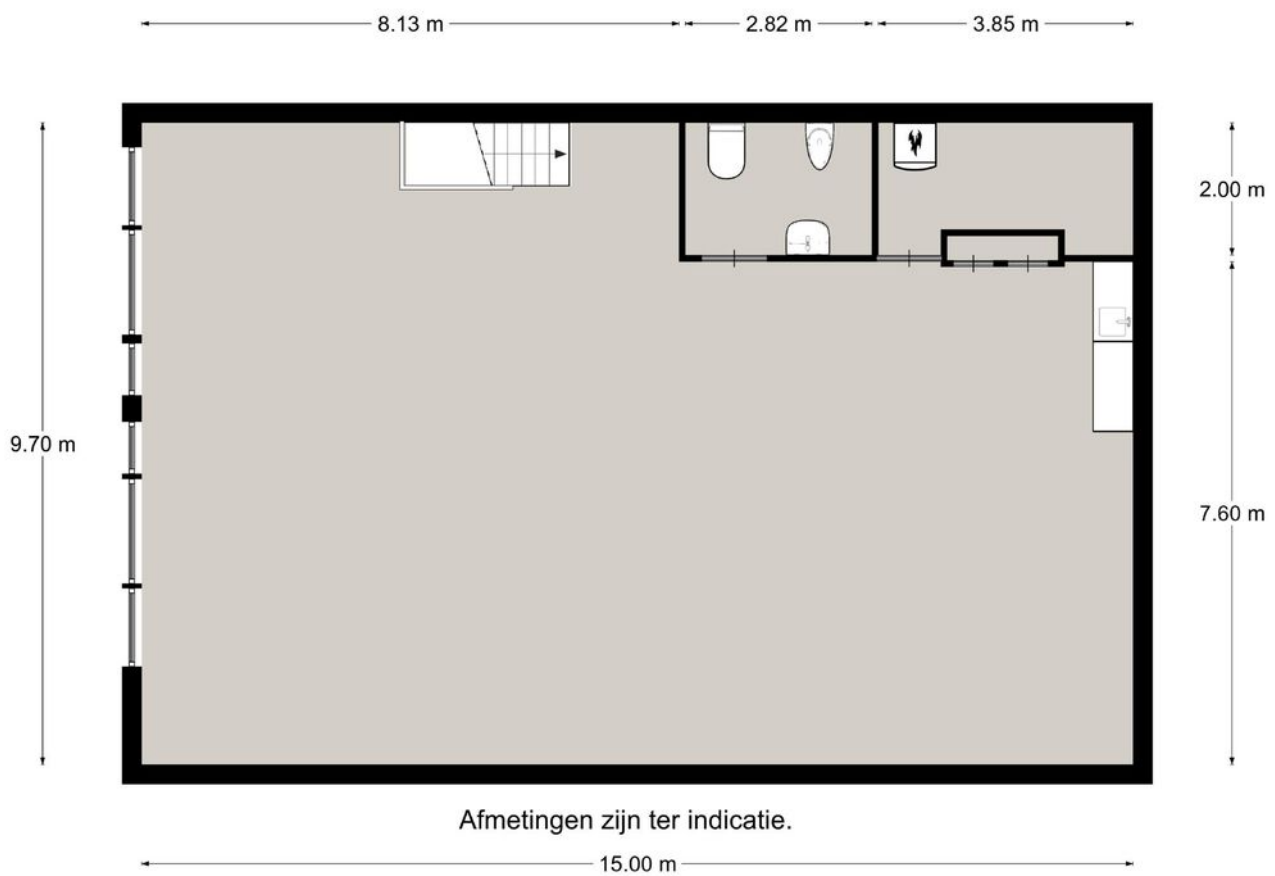 8.13 m
2.82 m
3.85 m
2.00 m
9.70 m
7.60 m
Afmetingen zijn ter indicatie.
15.00 m